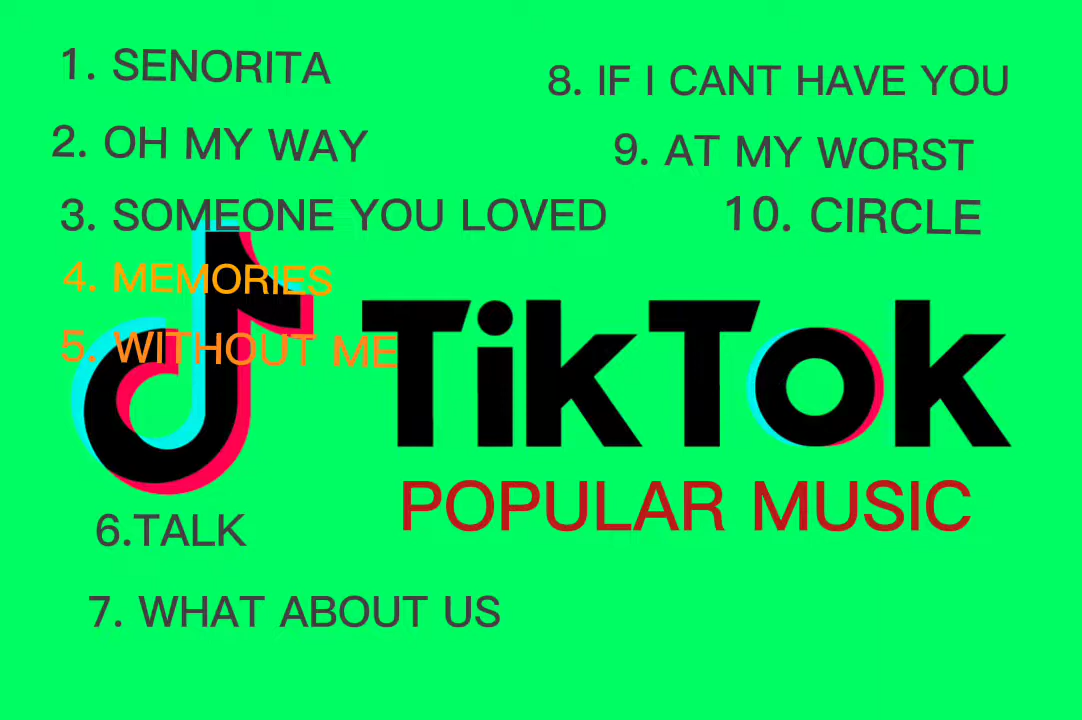 1. SENORITA
2. OH MY WAY
3. SOMEONE YOU LOVED
4. MEMORIES
5. WITHOUT ME
6.TALK
7. WHAT ABOUT US
8. IF I CANT HAVE YOU
9. AT MY WORST
10. CIRCLE
TikTok
POPULAR MUSIC